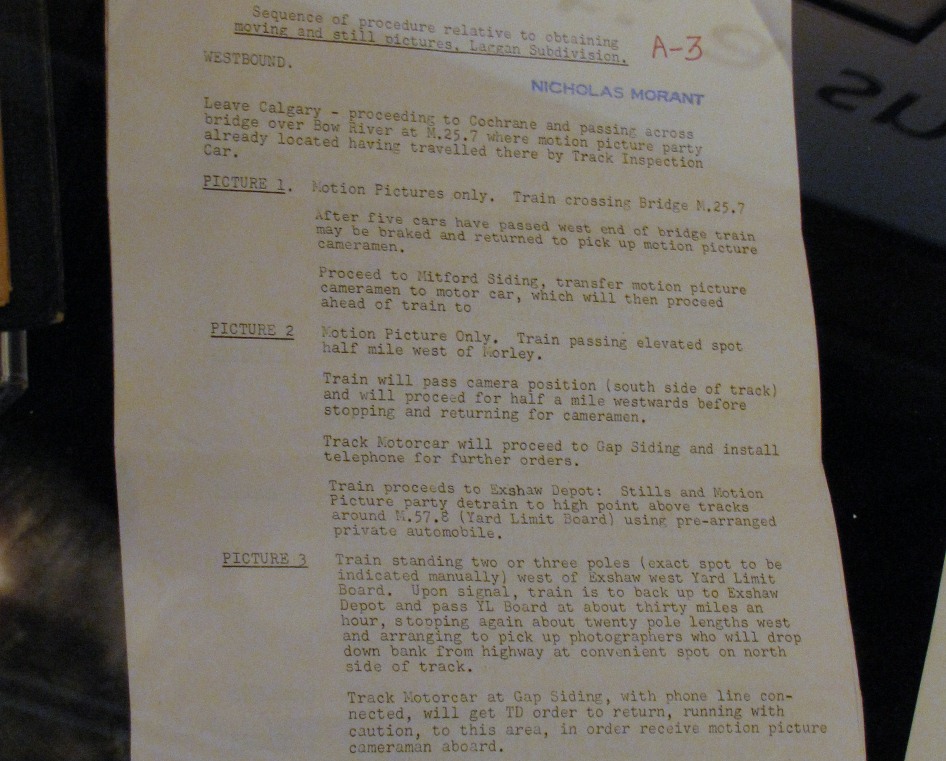 Sequence of procedure relative to obtaining
moving and still pictures, Laggan Subdivision.
A-3
WESTBOUND.
NICHOLAS MORANT
Leave Calgary - proceeding to Cochrane and passing across
bridge over Bow River at M.25.7 where motion picture party
already located having travelled there by Track Inspection
Car.
PICTURE 1. Motion Pictures only. Train crossing Bridge M.25.7
After five cars have passed west end of bridge train
may be braked and returned to pick up motion picture
cameramen.
Proceed to Mitford Siding, transfer motion picture
cameramen to motor car, which will then proceed
ahead of train to
PICTURE 2 Motion Picture Only. Train passing elevated spot
half mile west of Morley.
Train will pass camera position (south side of track)
and will proceed for half a mile westwards before
stopping and returning for cameramen.
Track Motorcar will proceed to Gap Siding and install
telephone for further orders.
Train proceeds to Exshaw Depot: Stills and Motion
Picture party detrain to high point above tracks
around M.57.8 (Yard Limit Board) using pre-arranged
private automobile.
PICTURE 3 Train standing two or three poles (exact spot to be
indicated manually) west of Exshaw west Yard Limit
Board. Upon signal, train is to back up to Exshaw
Depot and pass YL Board at about thirty miles an
hour, stopping again about twenty pole lengths west
and arranging to pick up photographers who will drop
down bank from highway at convenient spot on north
side of track.
Track Motorcar at Gap Siding, with phone line con-
nected, will get TD order to return, running with
caution, to this area, in order receive motion picture
cameraman aboard.